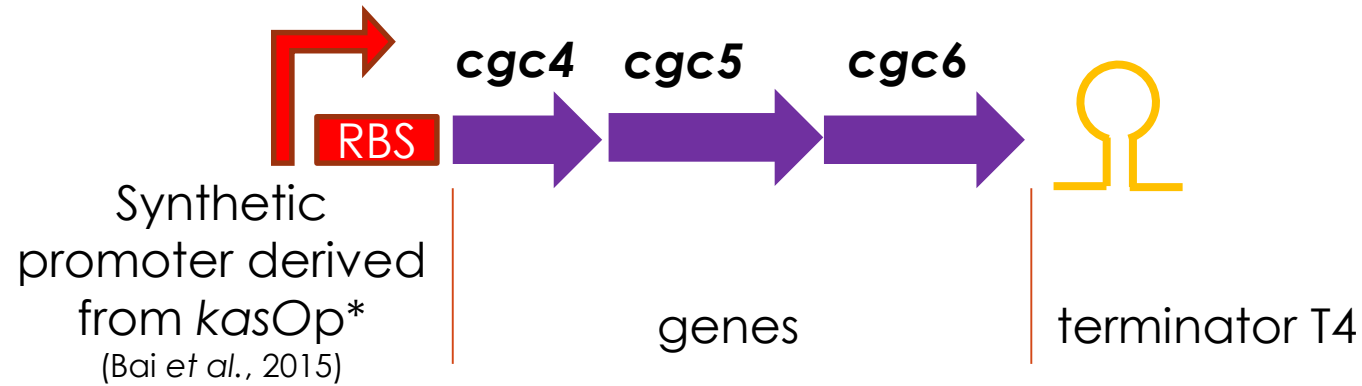 cgc4 cgc5 cgc6
RBS
Synthetic
promoter derived
from kasOp*
(Bai et al., 2015)
genes
terminator T4